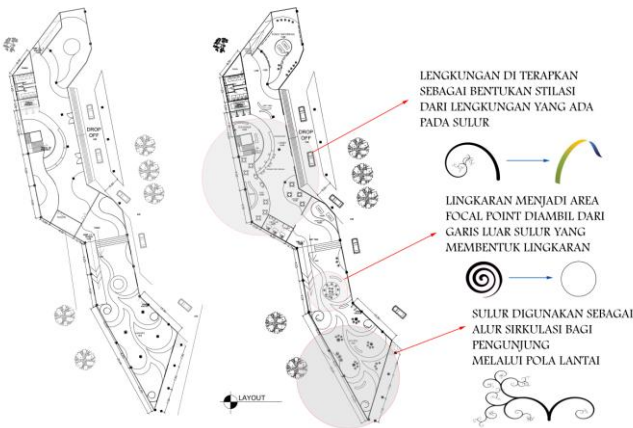 DROP
OFF
DROP
OFF
LAYOUT
LENGKUNGAN DI TERAPKAN
SEBAGAI BENTUKAN STILASI
DARI LENGKUNGAN YANG ADA
PADA SULUR
LINGKARAN MENJADI AREA
FOCAL POINT DIAMBIL DARI
GARIS LUAR SULUR YANG
MEMBENTUK LINGKARAN
SULUR DIGUNAKAN SEBAGAI
ALUR SIRKULASI BAGI
PENGUNJUNG
MELALUI POLA LANTAI